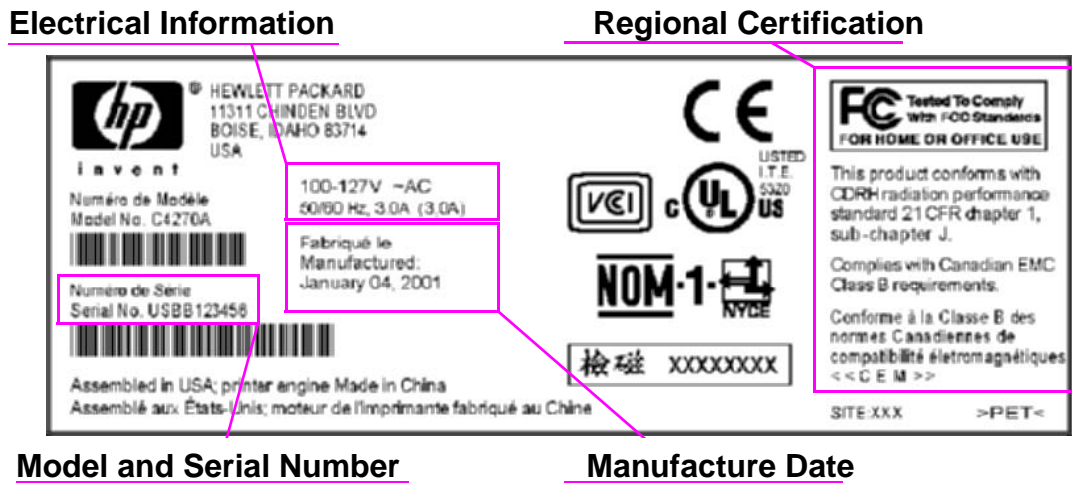 Electrical Information
Regional Certification
hp
®
invent
HEWLETT PACKARD
11311 CHINDEN BLVD
BOISE, IDAHO 83714
USA
100-127V ~AC
50/60 Hz, 3.0A (3,0A)
Numéro de Modèle
Model No. C4270A
Fabriqué le
Manufactured:
January 04, 2001
Numéro de Série
Serial No. USBB123456
Assembled in USA; printer engine Made in China
Assemblé aux États-Unis; moteur de l'imprimante fabriqué au Chine
CE
VCI
C UL US
LISTED
I.T.E.
5320
NOM-1-
NYCE
檢磁 XXXXXXXX
FC Tested To Comply
With FCC Standards
FOR HOME OR OFFICE USE
This product conforms with
CDRH radiation performance
standard 21 CFR chapter 1,
sub-chapter J.
Complies with Canadian EMC
Class B requirements.
Conforme à la Classe B des
normes Canadiennes de
compatibilité életromagnétiques
<<C E M>>
SITE:XXX >PET<
Model and Serial Number
Manufacture Date